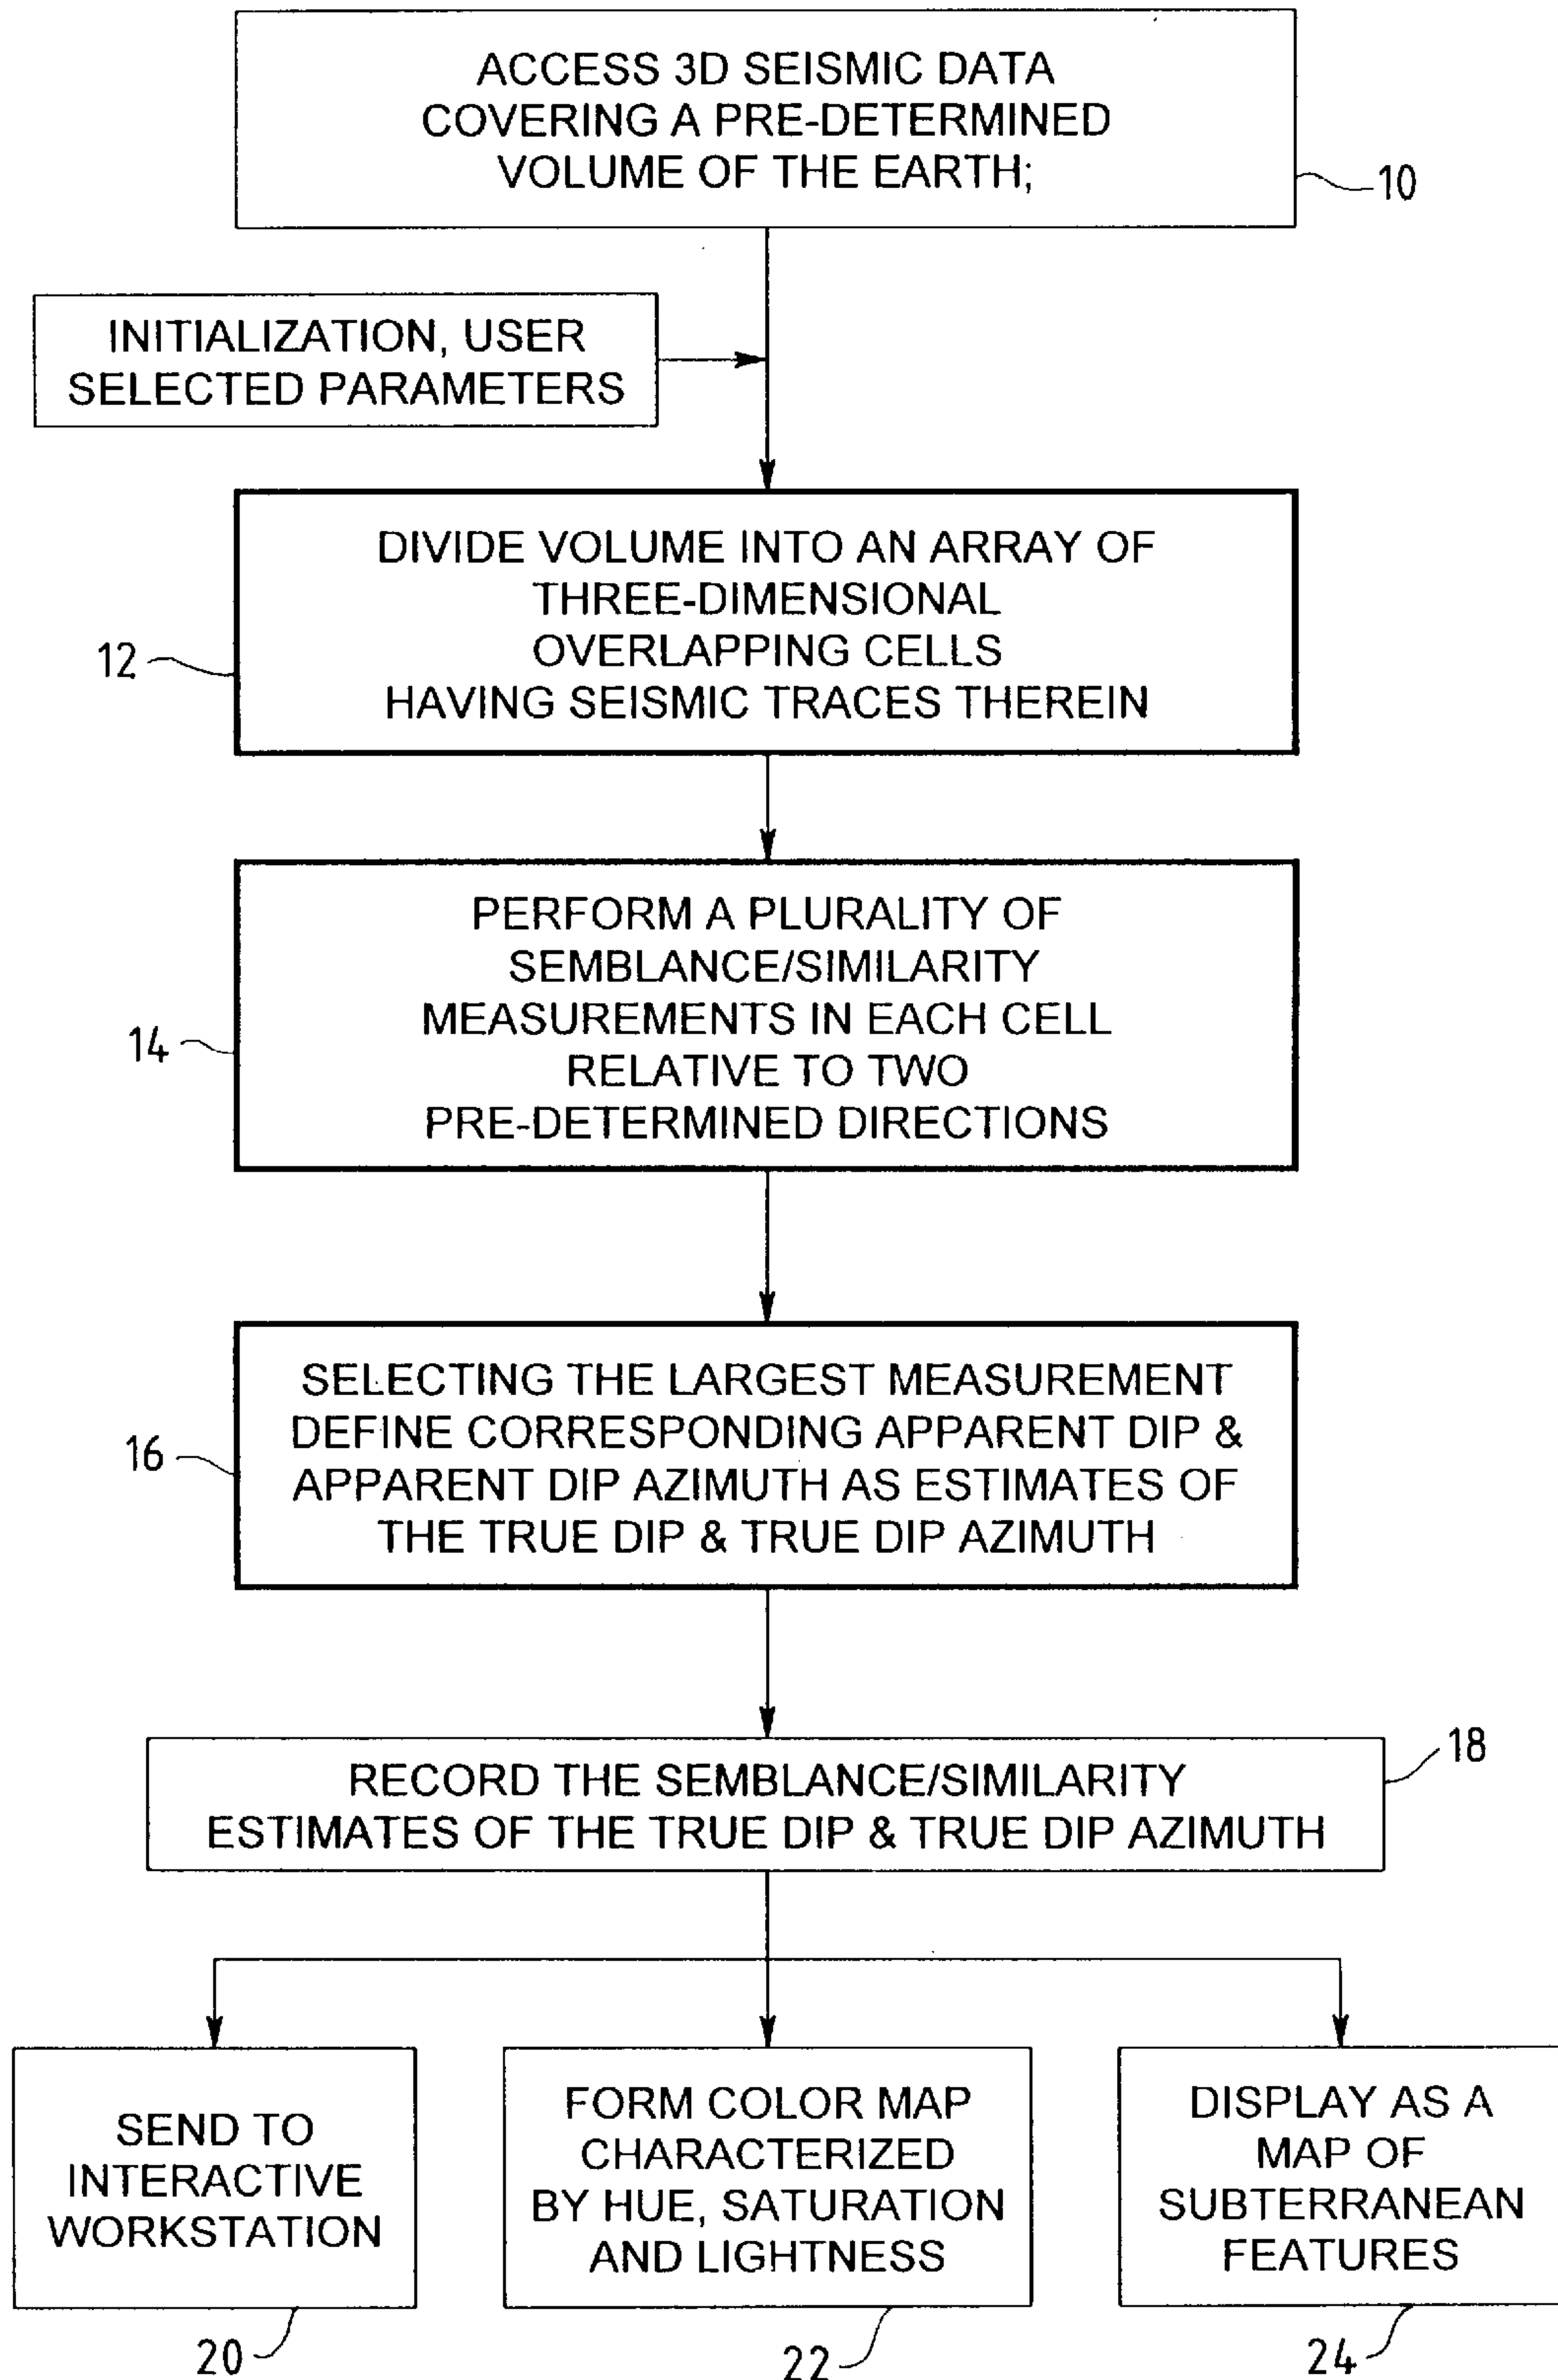 ACCESS 3D SEISMIC DATA
COVERING A PRE-DETERMINED
VOLUME OF THE EARTH;
10
INITIALIZATION, USER
SELECTED PARAMETERS
DIVIDE VOLUME INTO AN ARRAY OF
THREE-DIMENSIONAL
OVERLAPPING CELLS
HAVING SEISMIC TRACES THEREIN
12
PERFORM A PLURALITY OF
SEMBLANCE/SIMILARITY
MEASUREMENTS IN EACH CELL
RELATIVE TO TWO
PRE-DETERMINED DIRECTIONS
14
SELECTING THE LARGEST MEASUREMENT
DEFINE CORRESPONDING APPARENT DIP &
APPARENT DIP AZIMUTH AS ESTIMATES OF
THE TRUE DIP & TRUE DIP AZIMUTH
16
RECORD THE SEMBLANCE/SIMILARITY
ESTIMATES OF THE TRUE DIP & TRUE DIP AZIMUTH
18
SEND TO
INTERACTIVE
WORKSTATION
20
FORM COLOR MAP
CHARACTERIZED
BY HUE, SATURATION
AND LIGHTNESS
22
DISPLAY AS A
MAP OF
SUBTERRANEAN
FEATURES
24